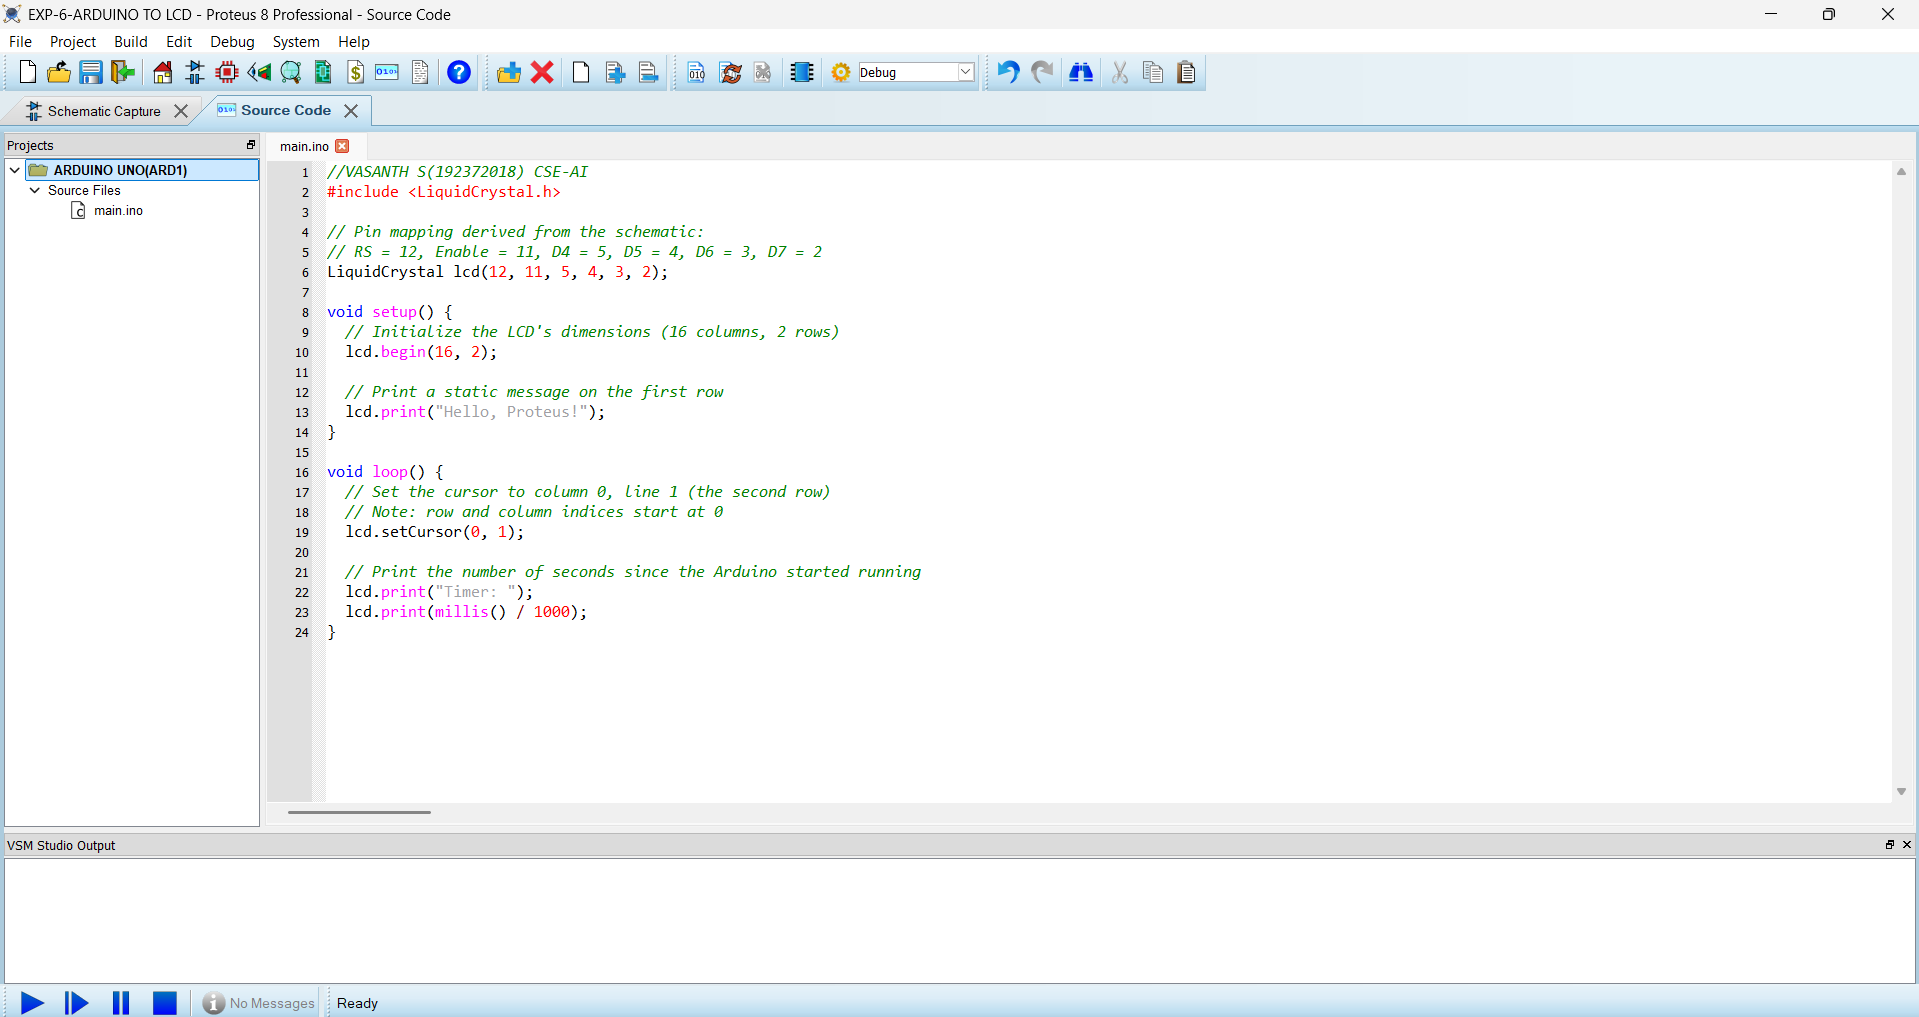 EXP-6-ARDUINO TO LCD - Proteus 8 Professional - Source Code
File Project Build Edit Debug System Help
Debug
Schematic Capture
Source Code
Projects
ARDUINO UNO(ARD1)
Source Files
main.ino
main.ino
1 //VASANTH S(192372018) CSE-AI
2 #include <LiquidCrystal.h>
3
4 // Pin mapping derived from the schematic:
5 // RS = 12, Enable = 11, D4 = 5, D5 = 4, D6 = 3, D7 = 2
6 LiquidCrystal lcd(12, 11, 5, 4, 3, 2);
7
8 void setup() {
9 // Initialize the LCD's dimensions (16 columns, 2 rows)
10 lcd.begin(16, 2);
11
12 // Print a static message on the first row
13 lcd.print("Hello, Proteus!");
14 }
15
16 void loop() {
17 // Set the cursor to column 0, line 1 (the second row)
18 // Note: row and column indices start at 0
19 lcd.setCursor(0, 1);
20
21 // Print the number of seconds since the Arduino started running
22 lcd.print("Timer: ");
23 lcd.print(millis() / 1000);
24 }
VSM Studio Output
No Messages
Ready